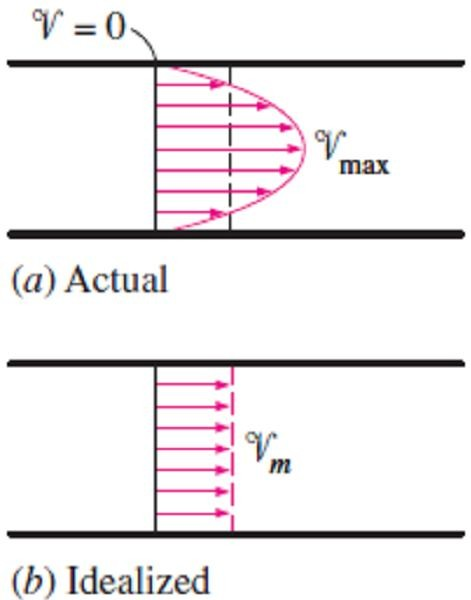 𝒱 = 0
𝒱max
(a) Actual
𝒱m
(b) Idealized